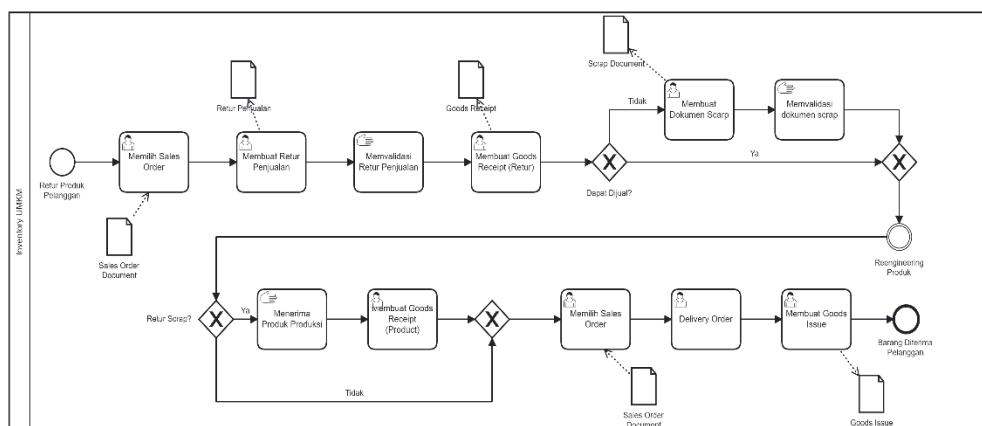 Inventory UMKM
Retur Produk
Pelanggan
Memilih Sales
Order
Sales Order
Document
Retur Penjualan
Membuat Retur
Penjualan
Memvalidasi
Retur Penjualan
Goods Receipt
Membuat Goods
Receipt (Retur)
Dapat Dijual?
Tidak
Scrap Document
Membuat
Dokumen Scarp
Memvalidasi
dokumen scrap
Ya
Reengineering
Produk
Retur Scrap?
Ya
Menerima
Produk Produksi
Membuat Goods
Receipt
(Product)
Tidak
Memilih Sales
Order
Sales Order
Document
Delivery Order
Membuat Goods
Issue
Goods Issue
Barang Diterima
Pelanggan